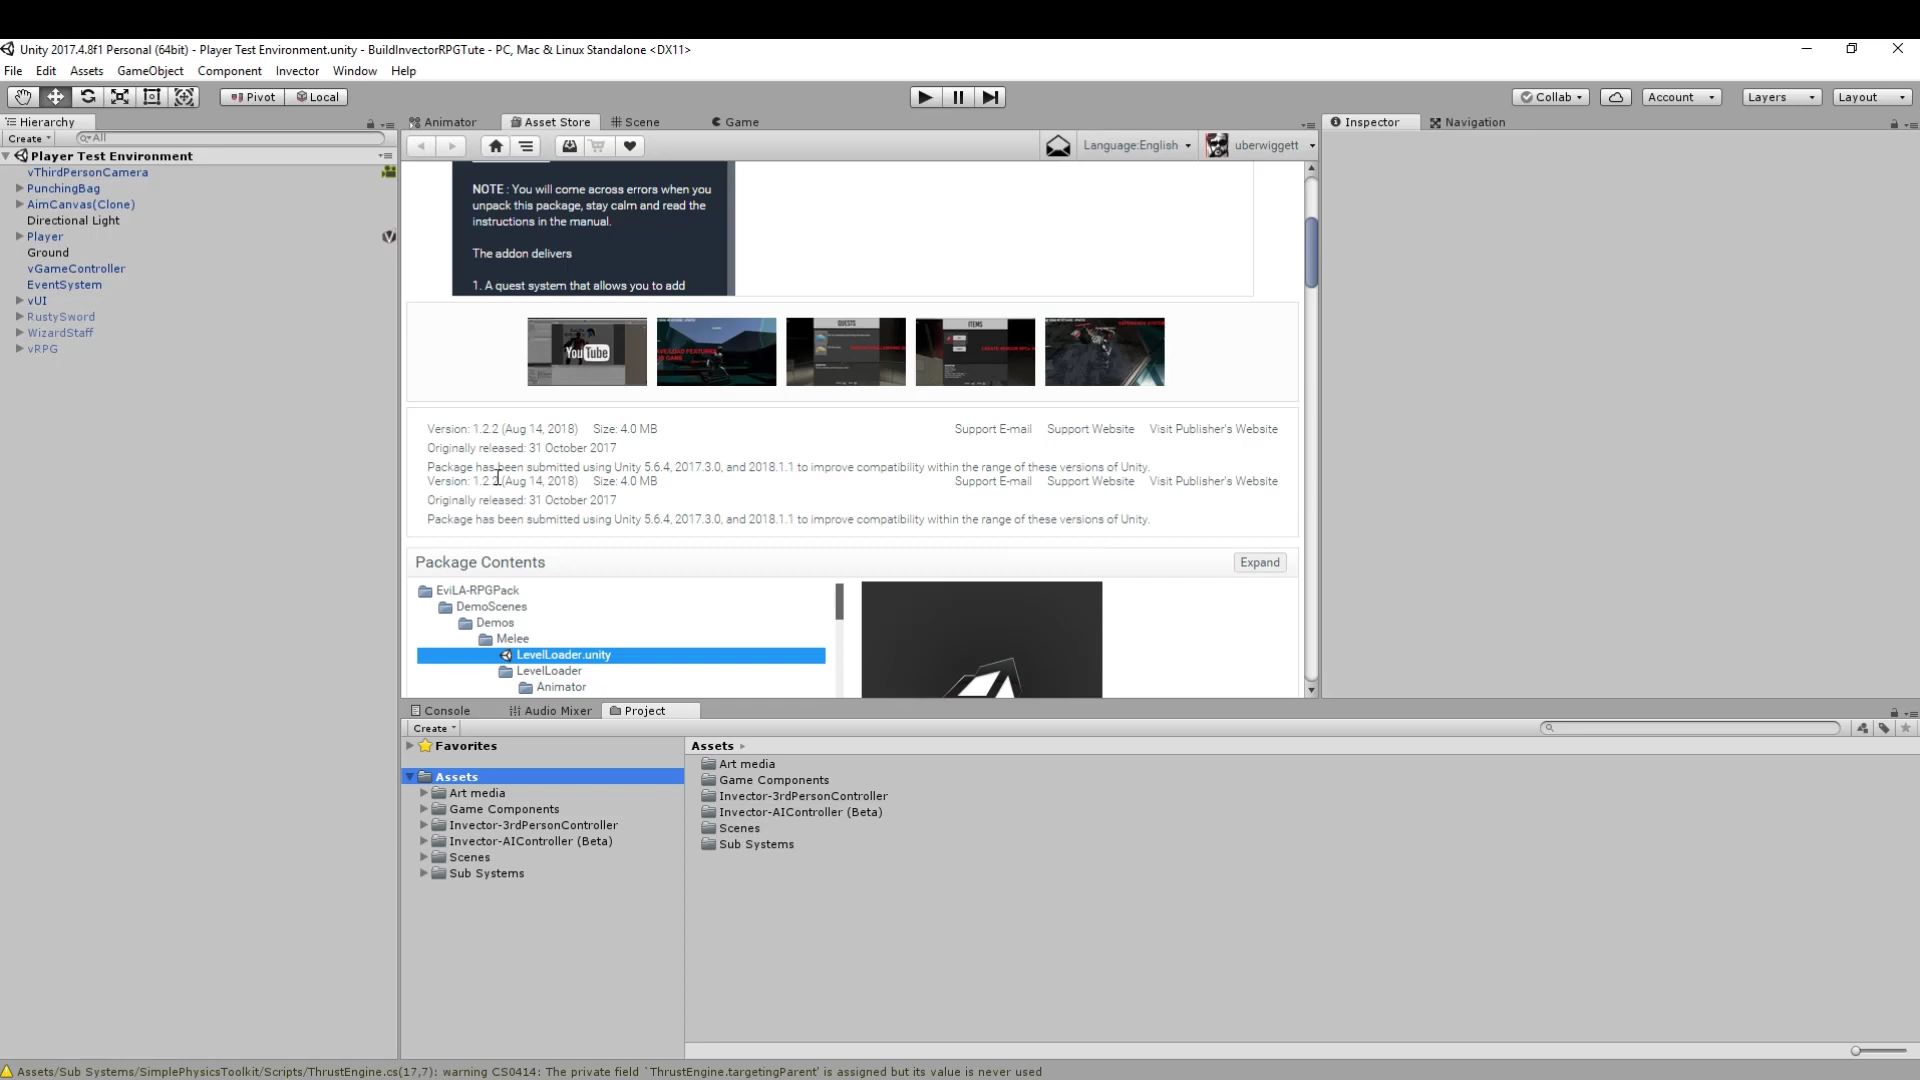 Unity 2017.4.8f1 Personal (64bit) - Player Test Environment.unity - BuildInvectorRPGTute - PC, Mac & Linux Standalone <DX11>
File Edit Assets GameObject Component Invector Window Help
Pivot Local Collab Account Layers Layout
Hierarchy
Create All
Player Test Environment
vThirdPersonCamera
PunchingBag
AimCanvas(Clone)
Directional Light
Player
Ground
vGameController
EventSystem
vUI
RustySword
WizardStaff
vRPG
Animator Asset Store Scene Game
Language:English uberwiggett
NOTE : You will come across errors when you
unpack this package, stay calm and read the
instructions in the manual.
The addon delivers
1. A quest system that allows you to add
YouTube
QUESTS
ITEMS
Version: 1.2.2 (Aug 14, 2018) Size: 4.0 MB Support E-mail Support Website Visit Publisher's Website
Originally released: 31 October 2017
Package has been submitted using Unity 5.6.4, 2017.3.0, and 2018.1.1 to improve compatibility within the range of these versions of Unity.
Version: 1.2.2 (Aug 14, 2018) Size: 4.0 MB Support E-mail Support Website Visit Publisher's Website
Originally released: 31 October 2017
Package has been submitted using Unity 5.6.4, 2017.3.0, and 2018.1.1 to improve compatibility within the range of these versions of Unity.
Package Contents Expand
EviLA-RPGPack
DemoScenes
Demos
Melee
LevelLoader.unity
LevelLoader
Animator
Inspector Navigation
Console Audio Mixer Project
Create
Favorites
Assets
Art media
Game Components
Invector-3rdPersonController
Invector-AIController (Beta)
Scenes
Sub Systems
Assets
Art media
Game Components
Invector-3rdPersonController
Invector-AIController (Beta)
Scenes
Sub Systems
Assets/Sub Systems/SimplePhysicsToolkit/Scripts/ThrustEngine.cs(17,7): warning CS0414: The private field `ThrustEngine.targetingParent' is assigned but its value is never used